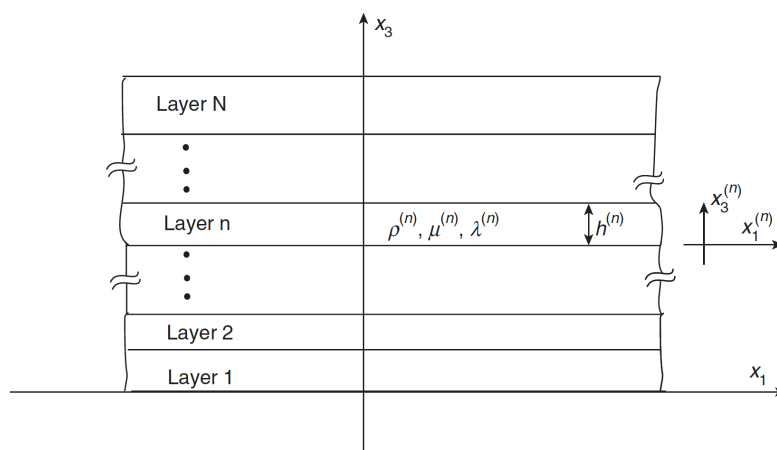 x₃
Layer N
Layer n
ρ⁽ⁿ⁾, μ⁽ⁿ⁾, λ⁽ⁿ⁾
h⁽ⁿ⁾
x₃⁽ⁿ⁾
x₁⁽ⁿ⁾
Layer 2
Layer 1
x₁